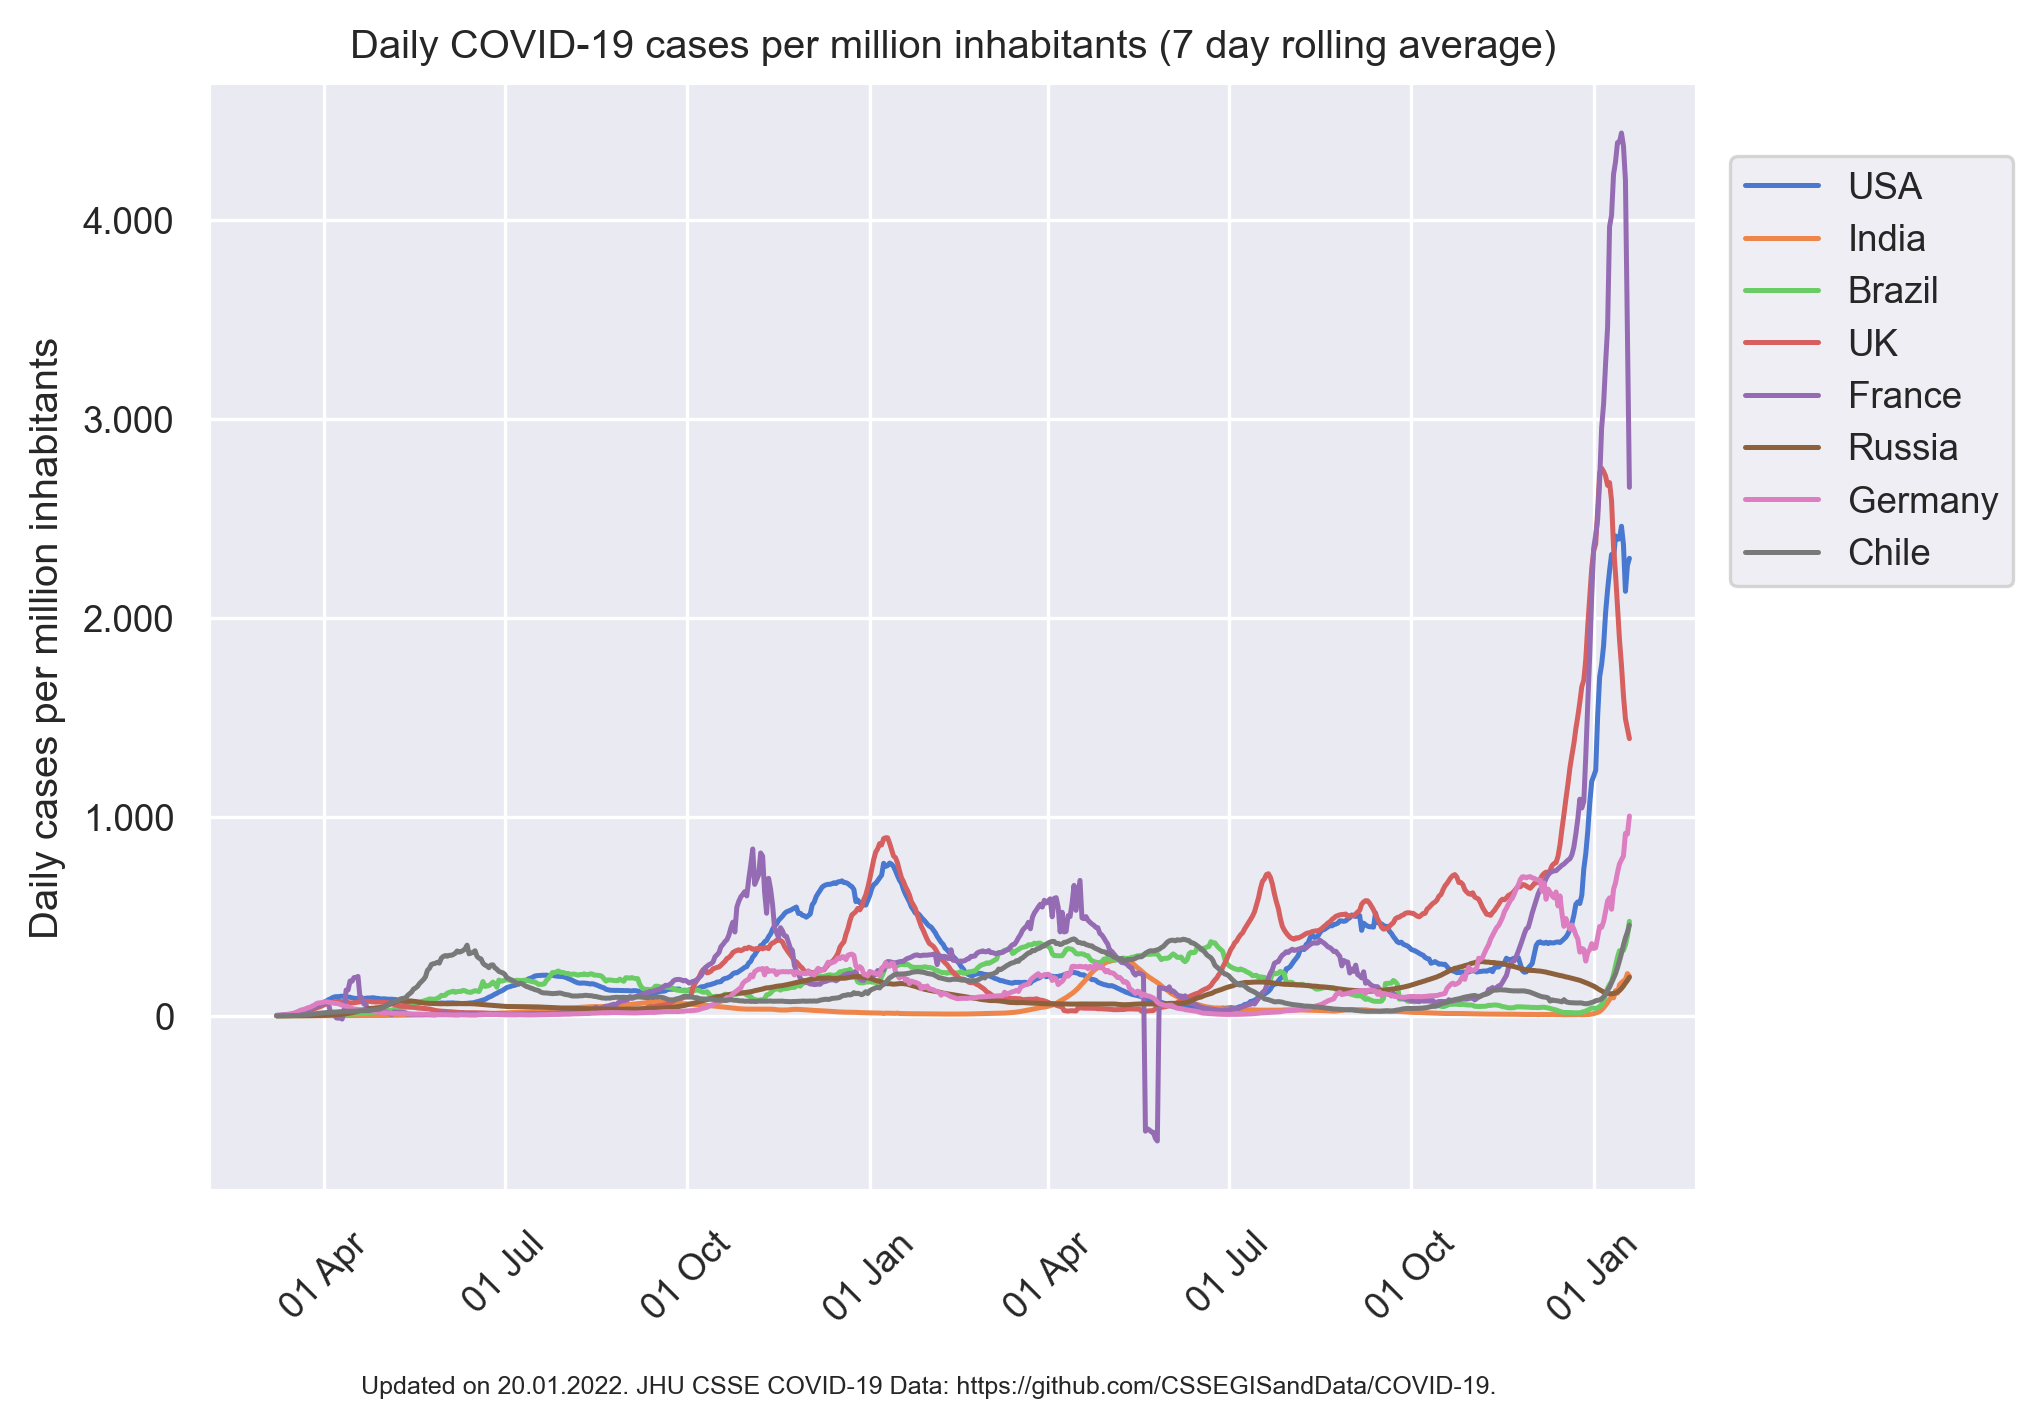 Daily COVID-19 cases per million inhabitants (7 day rolling average)
Daily cases per million inhabitants
4.000
3.000
2.000
1.000
0
01 Apr
01 Jul
01 Oct
01 Jan
01 Apr
01 Jul
01 Oct
01 Jan
USA
India
Brazil
UK
France
Russia
Germany
Chile
Updated on 20.01.2022. JHU CSSE COVID-19 Data: https://github.com/CSSEGISandData/COVID-19.